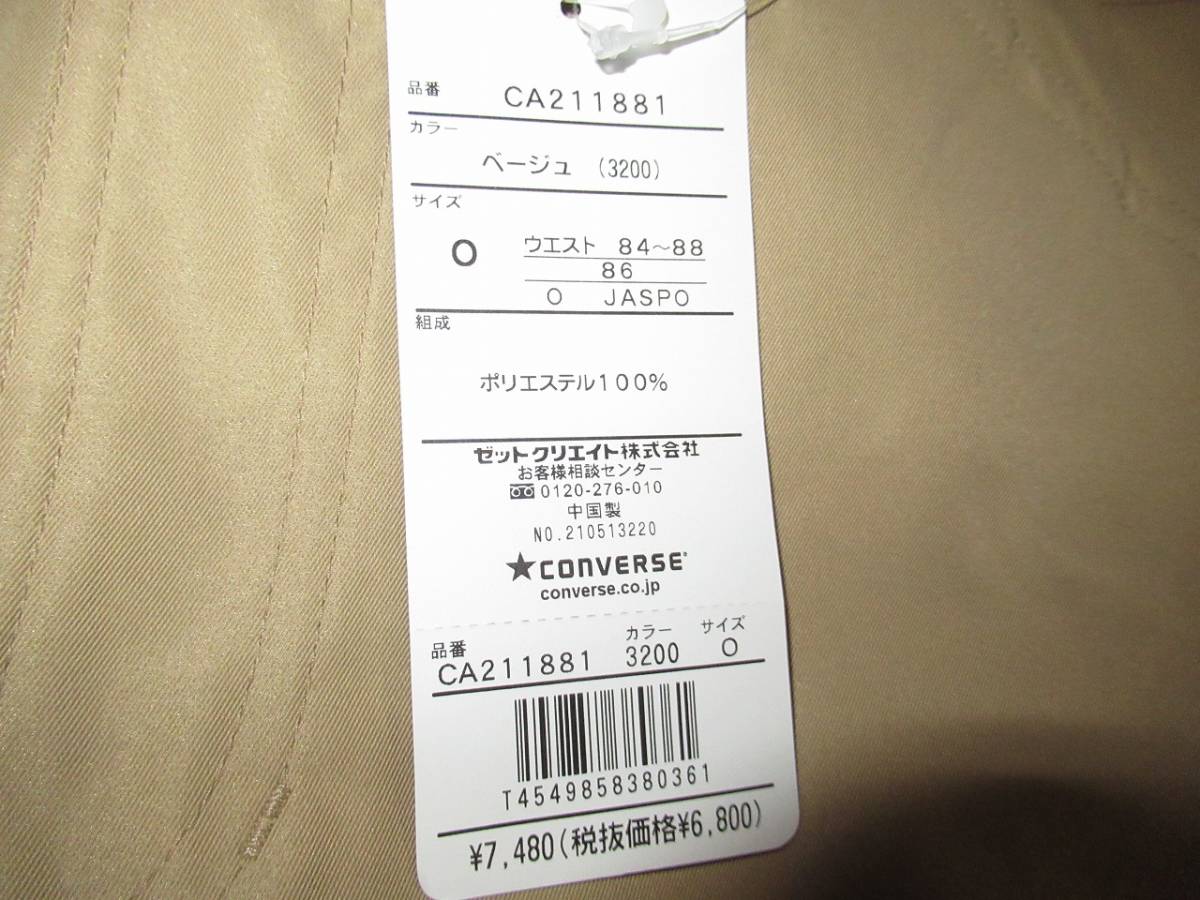 品番
CA211881
カラー
ベージュ (3200)
サイズ
O
ウエスト 84~88
86
O JASPO
組成
ポリエステル100%
ゼットクリエイト株式会社
お客様相談センター
0120-276-010
中国製
NO.210513220
★CONVERSE
converse.co.jp
品番 カラー サイズ
CA211881 3200 O
T4549858380361
¥7,480(税抜価格¥6,800)